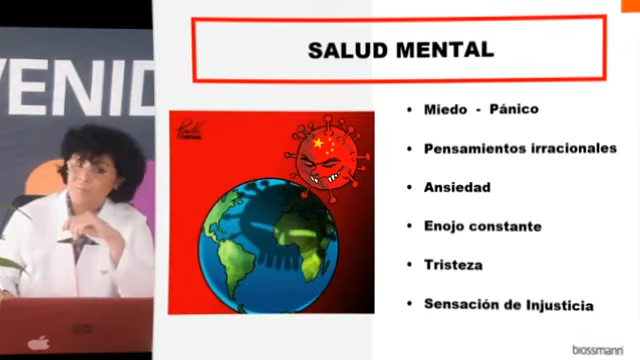 VENID
SALUD MENTAL
• Miedo - Pánico
• Pensamientos irracionales
• Ansiedad
• Enojo constante
• Tristeza
• Sensación de Injusticia
biossmann